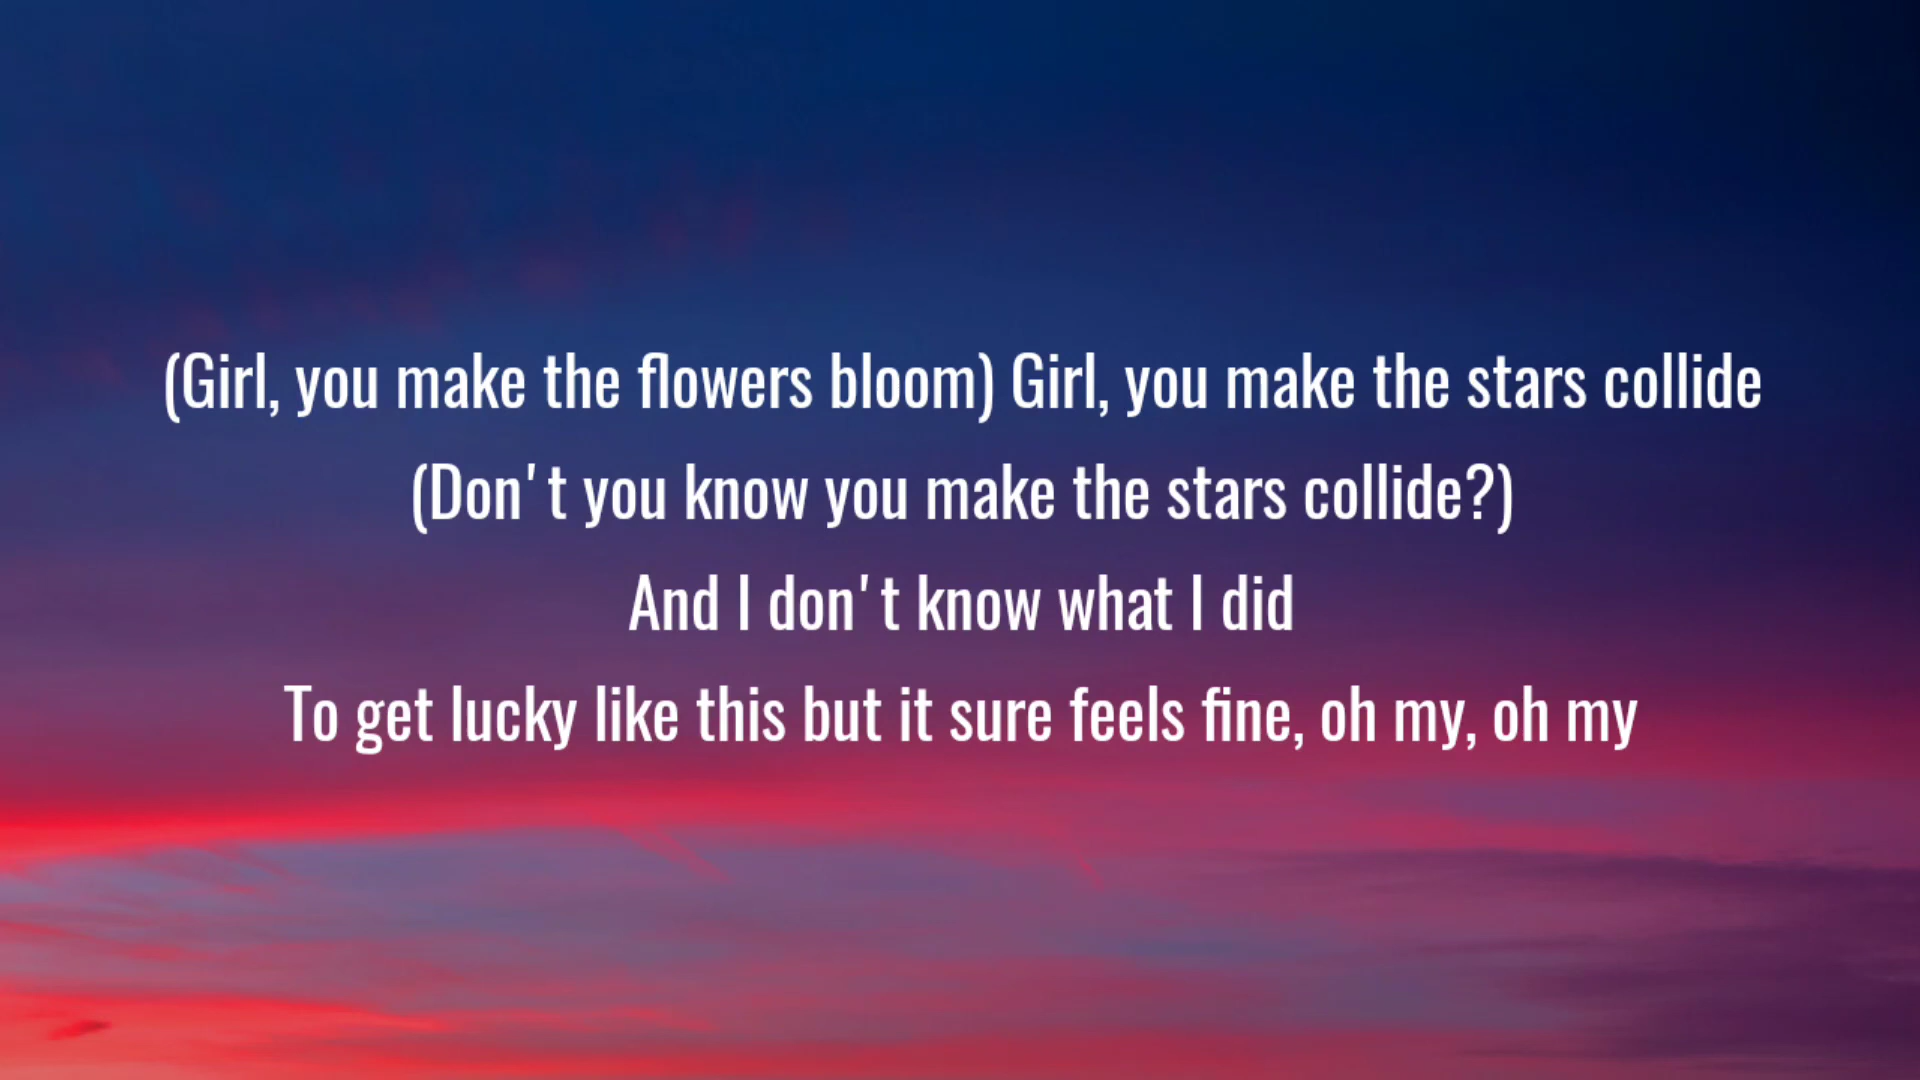 (Girl, you make the flowers bloom) Girl, you make the stars collide
(Don't you know you make the stars collide?)
And I don't know what I did
To get lucky like this but it sure feels fine, oh my, oh my